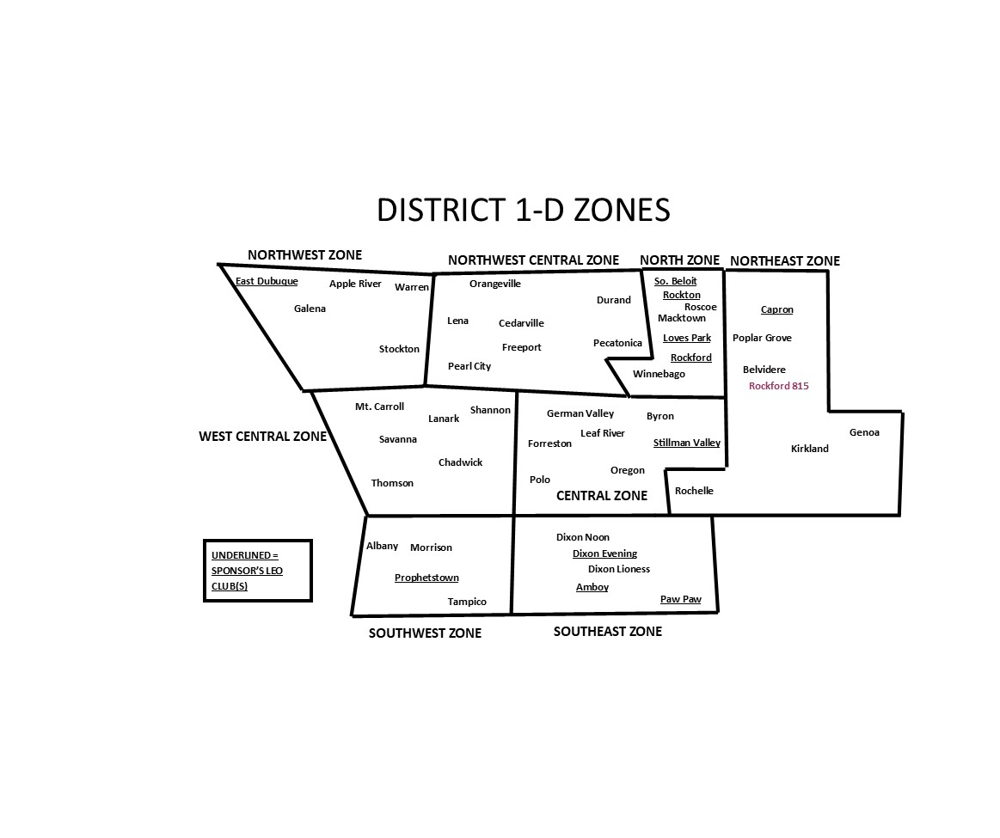 DISTRICT 1-D ZONES
NORTHWEST ZONE
NORTHWEST CENTRAL ZONE
NORTH ZONE
NORTHEAST ZONE
East Dubuque
Apple River
Warren
Galena
Stockton
Orangeville
Durand
Lena
Cedarville
Freeport
Pecatonica
Pearl City
So. Beloit
Rockton
Roscoe
Macktown
Loves Park
Rockford
Winnebago
Capron
Poplar Grove
Belvidere
Rockford 815
Genoa
Kirkland
Rochelle
WEST CENTRAL ZONE
Mt. Carroll
Shannon
Lanark
Savanna
Chadwick
Thomson
German Valley
Byron
Leaf River
Forreston
Stillman Valley
Oregon
Polo
CENTRAL ZONE
UNDERLINED =
SPONSOR'S LEO
CLUB(S)
Albany
Morrison
Prophetstown
Tampico
SOUTHWEST ZONE
Dixon Noon
Dixon Evening
Dixon Lioness
Amboy
Paw Paw
SOUTHEAST ZONE